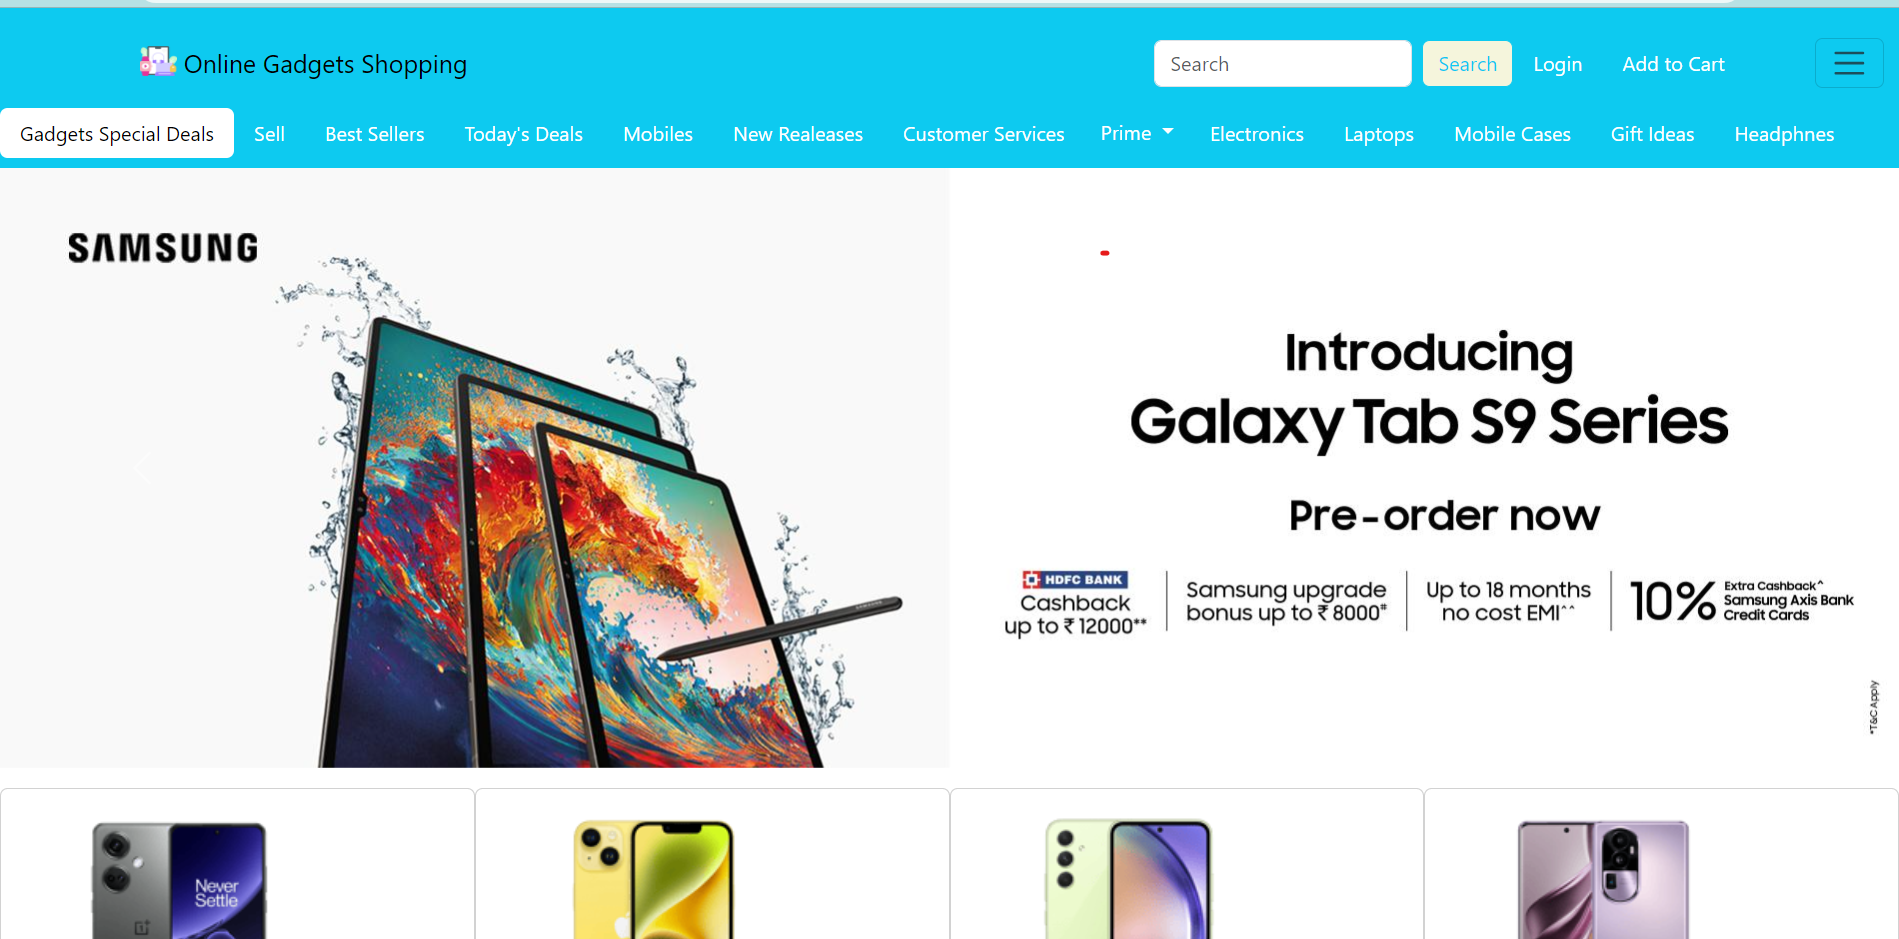 Online Gadgets Shopping
Search
Search
Login
Add to Cart
Gadgets Special Deals
Sell
Best Sellers
Today's Deals
Mobiles
New Realeases
Customer Services
Prime
Electronics
Laptops
Mobile Cases
Gift Ideas
Headphnes
SAMSUNG
Introducing
Galaxy Tab S9 Series
Pre-order now
HDFC BANK
Cashback
up to ₹ 12000**
Samsung upgrade
bonus up to ₹ 8000#
Up to 18 months
no cost EMI^^
10%
Extra Cashback^
Samsung Axis Bank
Credit Cards
*T&C Apply
SAMSUNG
Never
Settle